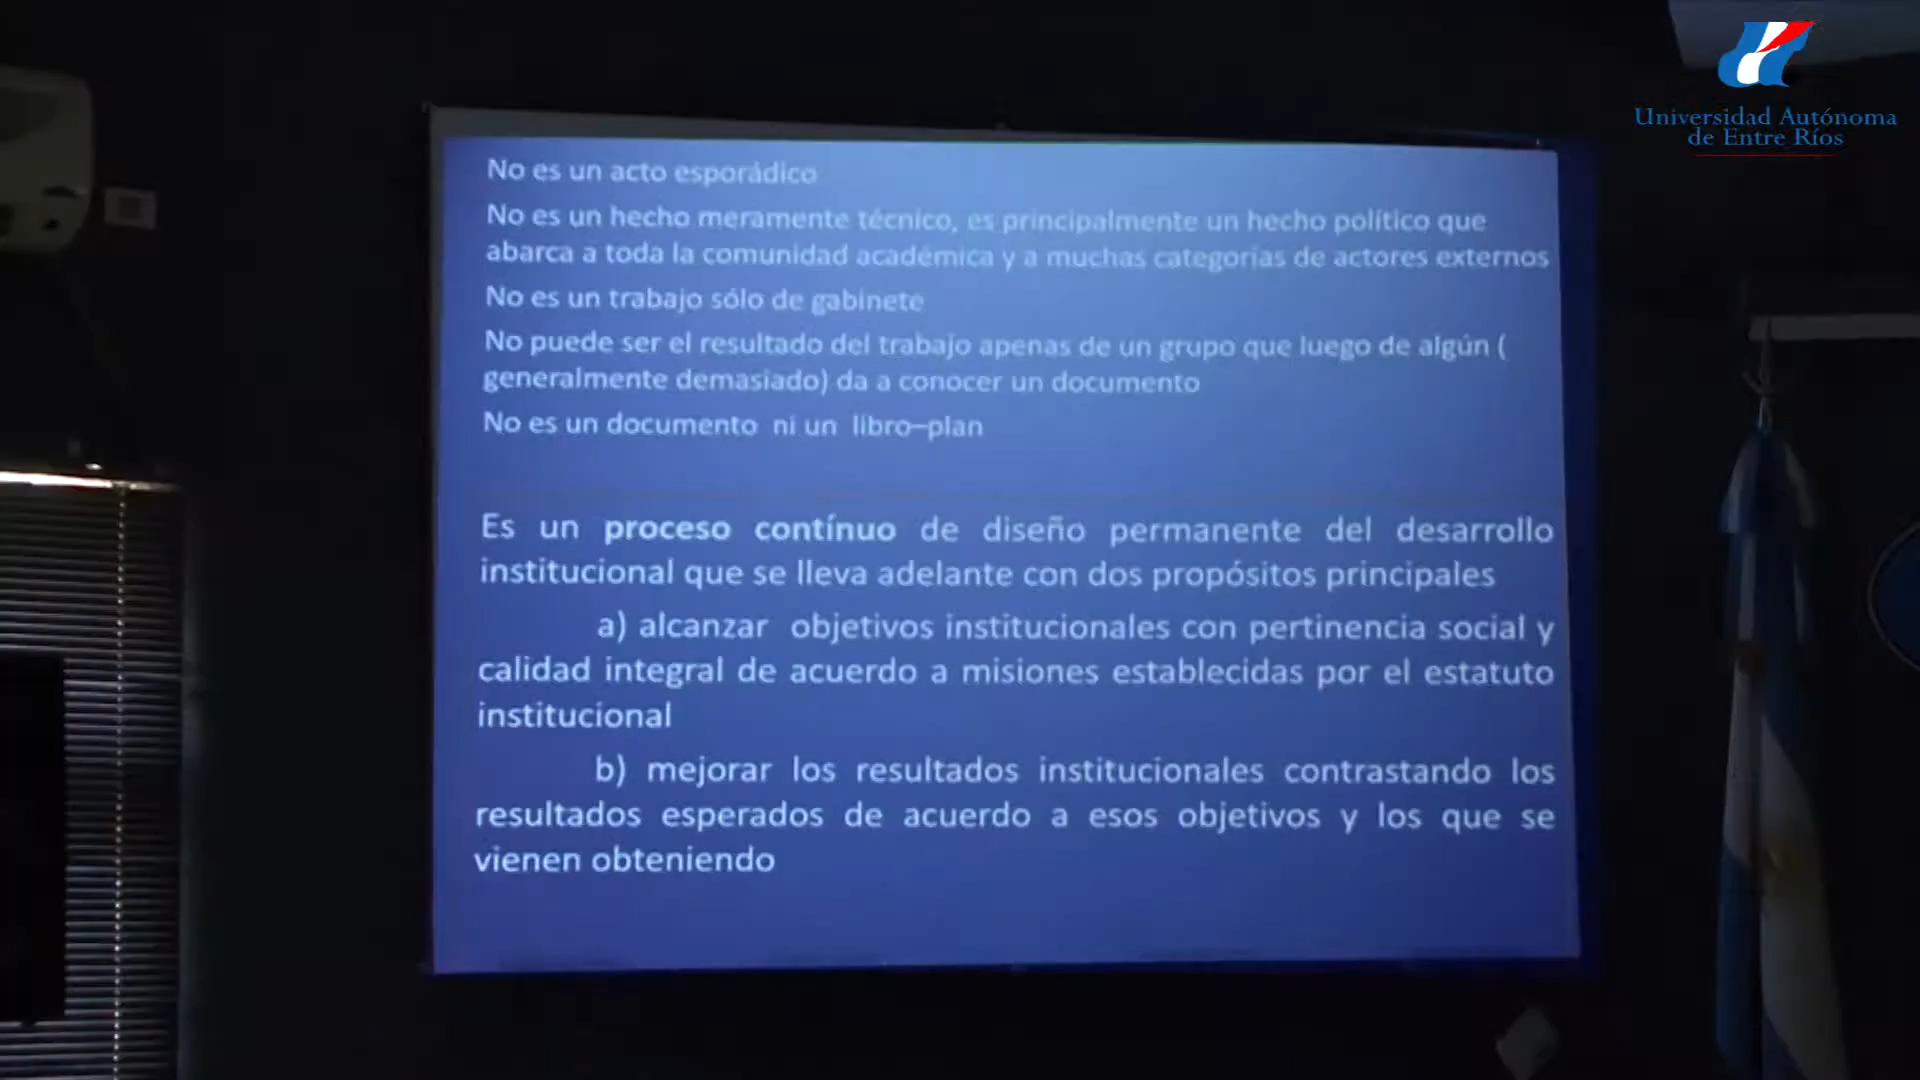 Universidad Autónoma
de Entre Ríos
No es un acto esporádico
No es un hecho meramente técnico, es principalmente un hecho político que
abarca a toda la comunidad académica y a muchas categorías de actores externos
No es un trabajo sólo de gabinete
No puede ser el resultado del trabajo apenas de un grupo que luego de algún (
generalmente demasiado) da a conocer un documento
No es un documento ni un libro–plan
Es un proceso contínuo de diseño permanente del desarrollo
institucional que se lleva adelante con dos propósitos principales
a) alcanzar objetivos institucionales con pertinencia social y
calidad integral de acuerdo a misiones establecidas por el estatuto
institucional
b) mejorar los resultados institucionales contrastando los
resultados esperados de acuerdo a esos objetivos y los que se
vienen obteniendo